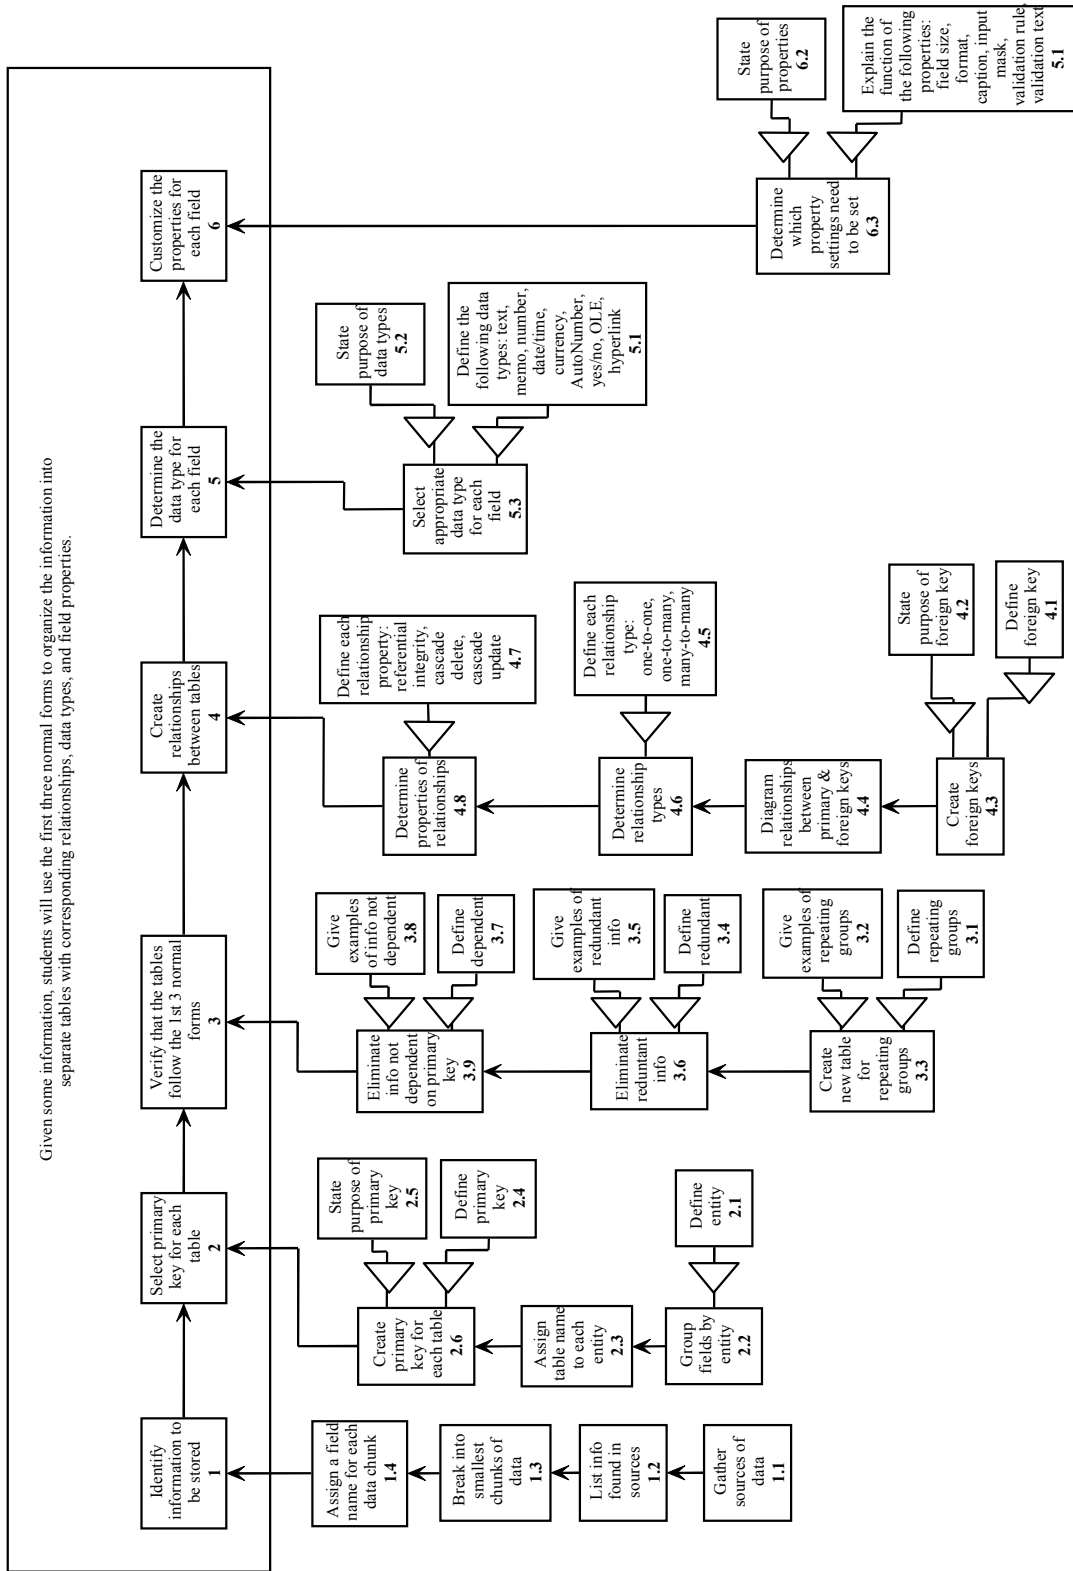 Given some information, students will use the first three normal forms to organize the information into
separate tables with corresponding relationships, data types, and field properties.
Identify
information to
be stored
1
Select primary
key for each
table
2
Verify that the tables
follow the 1st 3 normal
forms
3
Create
relationships
between tables
4
Determine the
data type for
each field
5
Customize the
properties for
each field
6
Assign a field
name for each
data chunk
1.4
Break into
smallest
chunks of
data
1.3
List info
found in
sources
1.2
Gather
sources of
data
1.1
State
purpose of
primary
key
2.5
Define
primary
key
2.4
Create
primary
key for
each table
2.6
Assign
table name
to each
entity
2.3
Define
entity
2.1
Group
fields by
entity
2.2
Give
examples
of info not
dependent
3.8
Define
dependent
3.7
Eliminate
info not
dependent
on primary
key
3.9
Give
examples of
redundant
info
3.5
Define
redundant
3.4
Eliminate
reduntant
info
3.6
Give
examples of
repeating
groups
3.2
Define
repeating
groups
3.1
Create
new table
for
repeating
groups
3.3
Define each
relationship
property:
referential
integrity,
cascade
delete,
cascade
update
4.7
Determine
properties of
relationships
4.8
Define each
relationship
type:
one-to-one,
one-to-many,
many-to-many
4.5
Determine
relationship
types
4.6
Diagram
relationships
between
primary &
foreign keys
4.4
State
purpose of
foreign key
4.2
Define
foreign key
4.1
Create
foreign keys
4.3
State
purpose of
data types
5.2
Define the
following data
types: text,
memo, number,
date/time,
currency,
AutoNumber,
yes/no, OLE,
hyperlink
5.1
Select
appropriate
data type
for each
field
5.3
State
purpose of
properties
6.2
Explain the
function of
the following
properties:
field size,
format,
caption, input
mask,
validation rule,
validation text
5.1
Determine
which
property
settings need
to be set
6.3